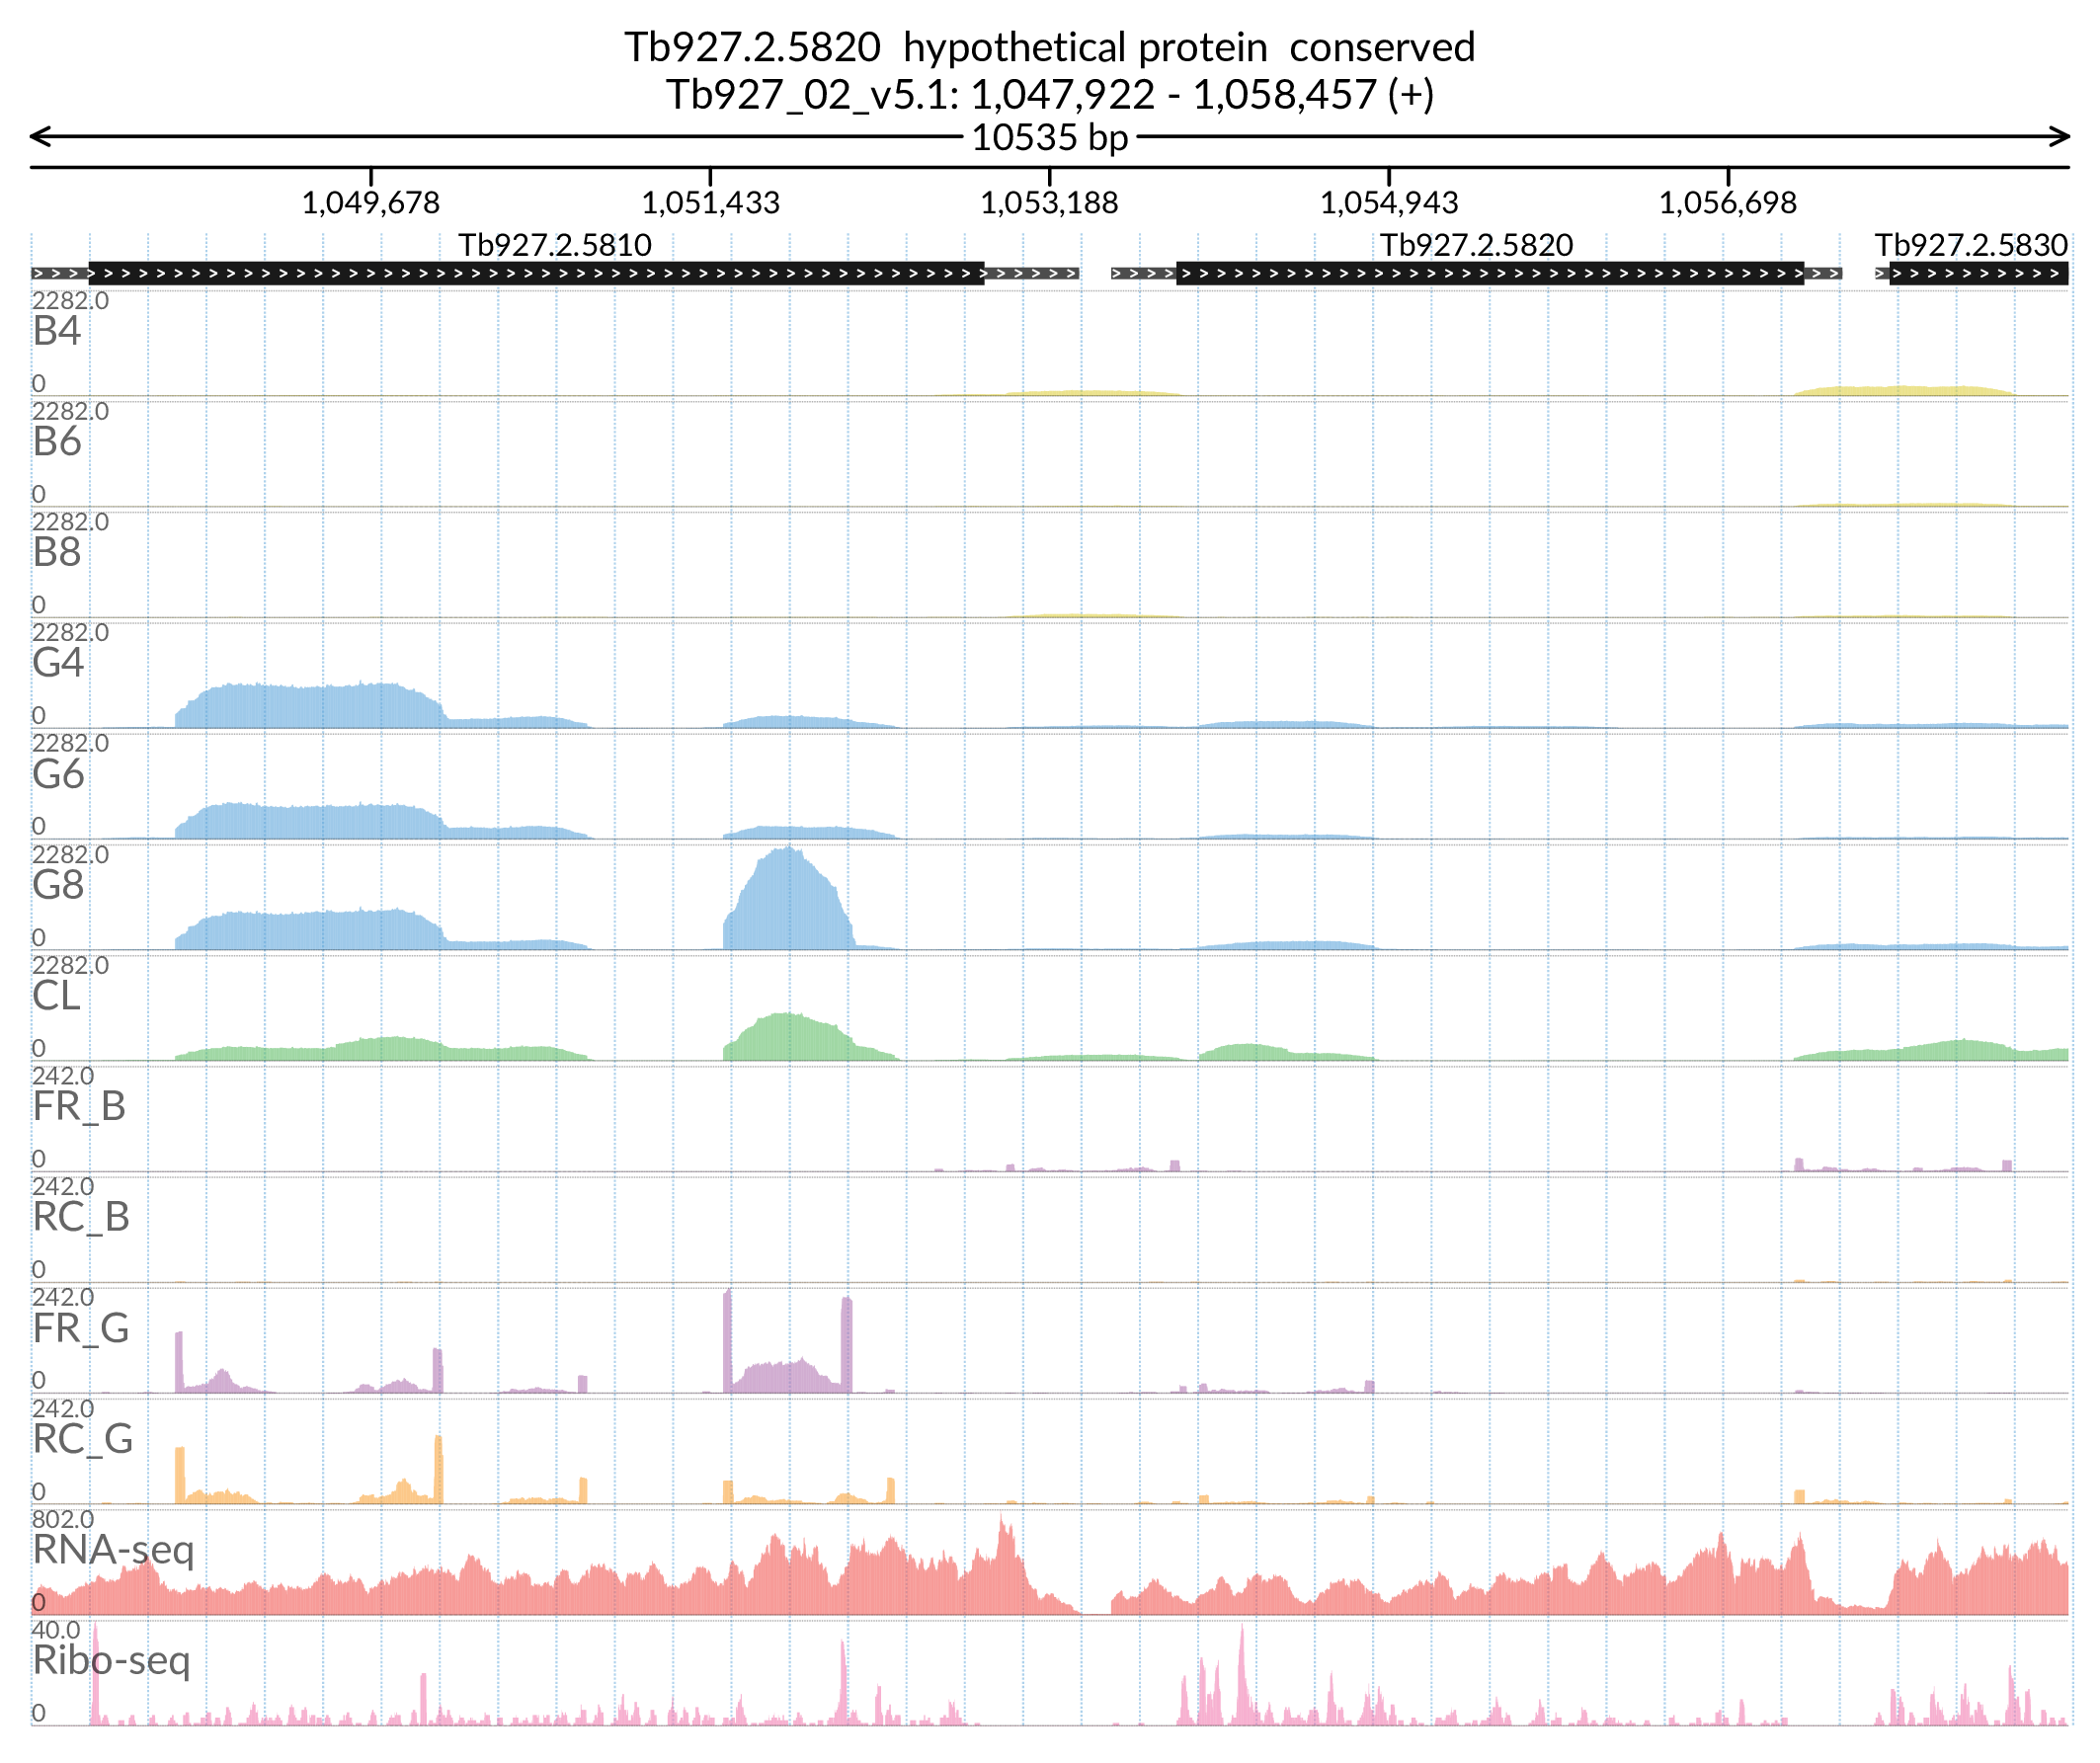 Tb927.2.5820 hypothetical protein conserved
Tb927_02_v5.1: 1,047,922 - 1,058,457 (+)
10535 bp
1,049,678 1,051,433 1,053,188 1,054,943 1,056,698
Tb927.2.5810 Tb927.2.5820 Tb927.2.5830
2282.0
B4
0
2282.0
B6
0
2282.0
B8
0
2282.0
G4
0
2282.0
G6
0
2282.0
G8
0
2282.0
CL
0
242.0
FR_B
0
242.0
RC_B
0
242.0
FR_G
0
242.0
RC_G
0
802.0
RNA-seq
0
40.0
Ribo-seq
0